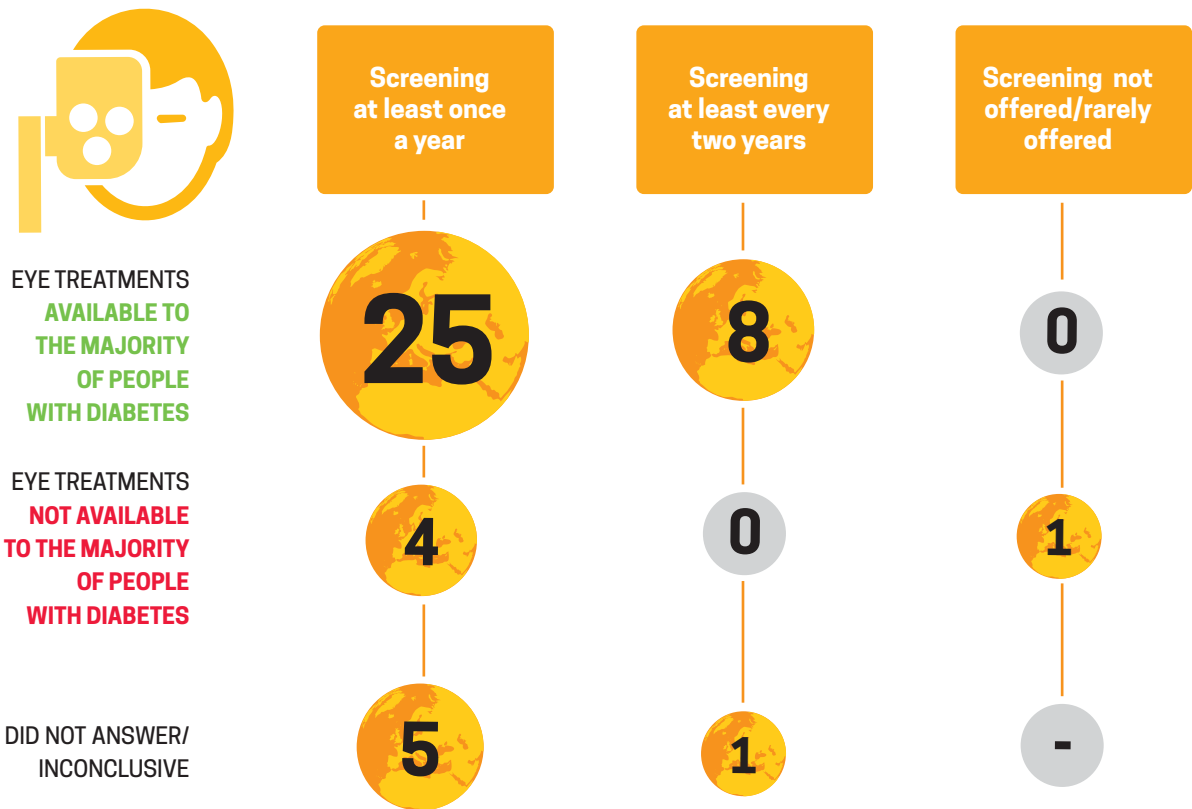 Screening
at least once
a year
Screening
at least every
two years
Screening not
offered/rarely
offered
EYE TREATMENTS
AVAILABLE TO
THE MAJORITY
OF PEOPLE
WITH DIABETES
25
8
0
EYE TREATMENTS
NOT AVAILABLE
TO THE MAJORITY
OF PEOPLE
WITH DIABETES
4
0
1
DID NOT ANSWER/
INCONCLUSIVE
5
1
-